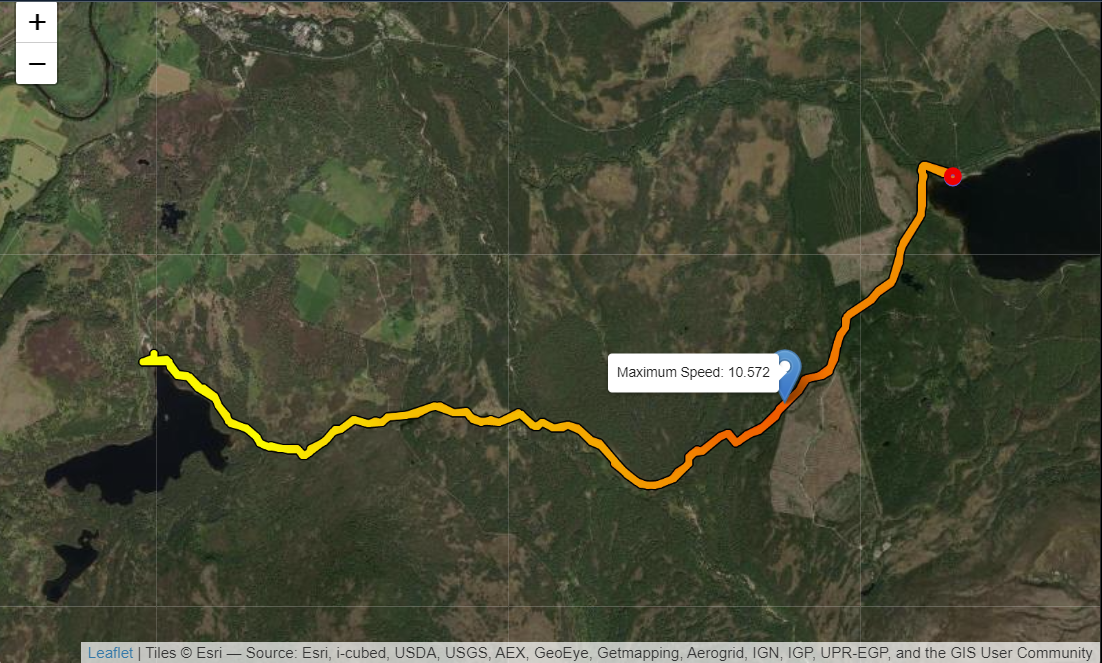 +
−
Maximum Speed: 10.572
Leaflet | Tiles © Esri — Source: Esri, i-cubed, USDA, USGS, AEX, GeoEye, Getmapping, Aerogrid, IGN, IGP, UPR-EGP, and the GIS User Community